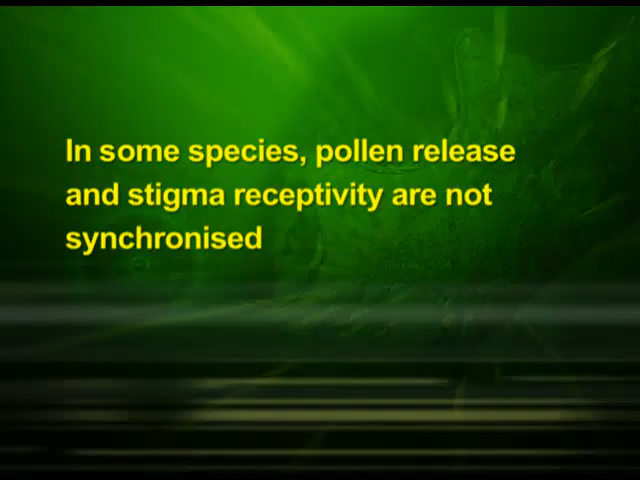 In some species, pollen release
and stigma receptivity are not
synchronised